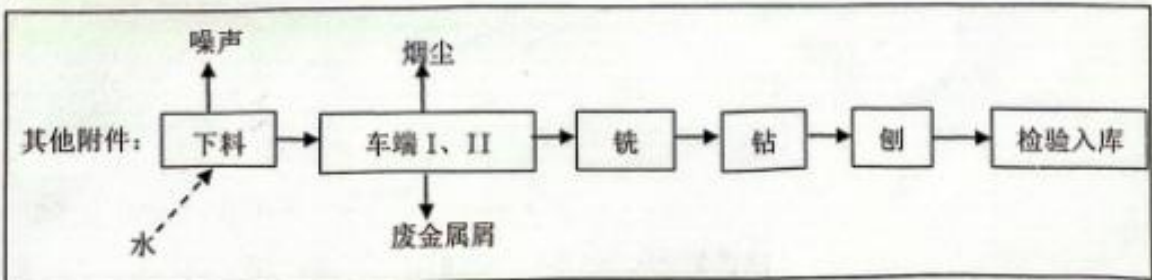 噪声
烟尘
其他附件：
下料
车端 I、II
铣
钻
刨
检验入库
水
废金属屑